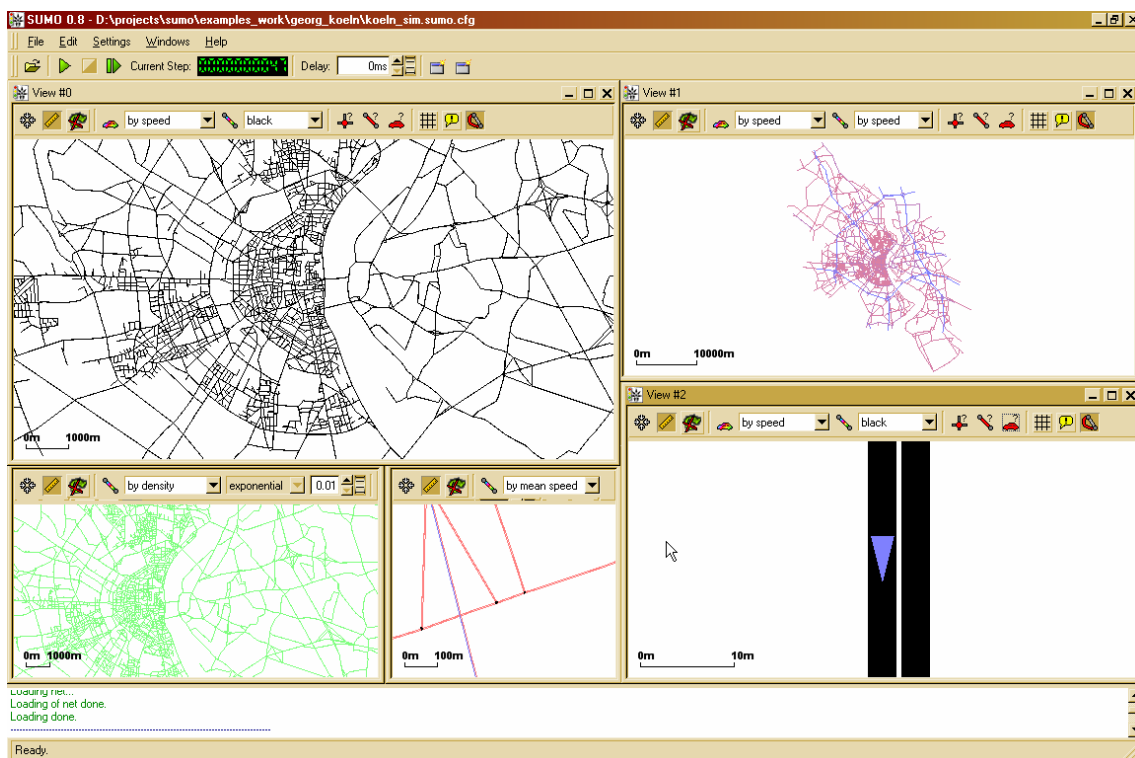 SUMO 0.8 - D:\projects\sumo\examples_work\georg_koeln\koeln_sim.sumo.cfg
File Edit Settings Windows Help
Current Step: 0000000047 Delay: 0ms
View #0
by speed black
0m 1000m
View #1
by speed by speed
0m 10000m
View #2
by speed black
0m 10m
by density exponential 0.01
0m 1000m
by mean speed
0m 100m
Loading net...
Loading of net done.
Loading done.
Ready.